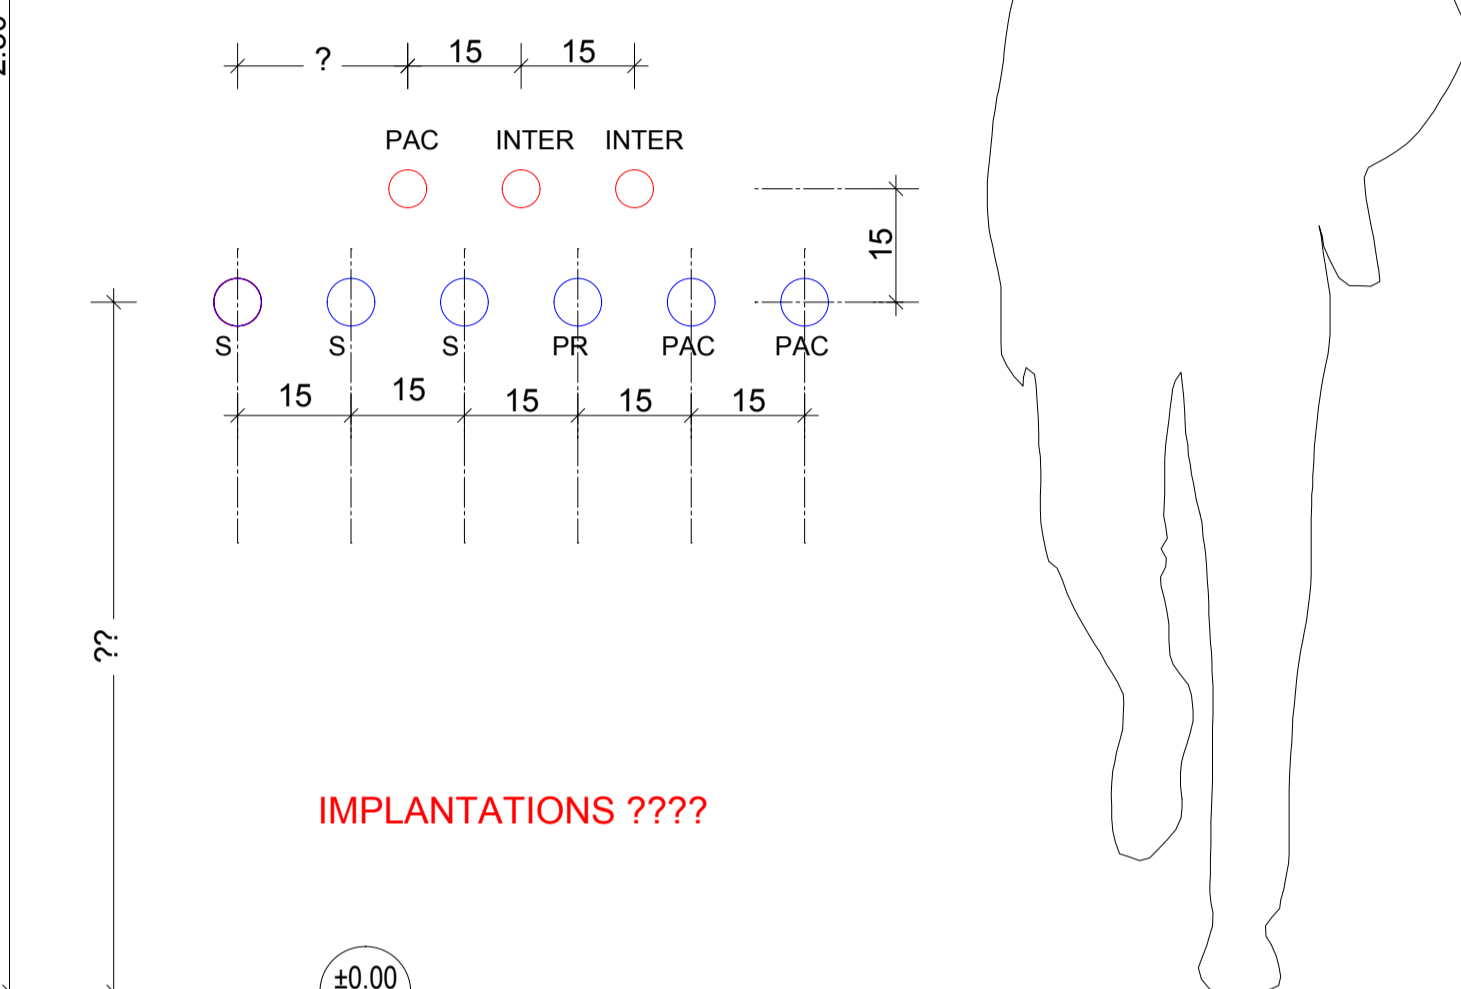 ? 15 15
PAC INTER INTER
15
S S S PR PAC PAC
15 15 15 15 15
??
IMPLANTATIONS ????
±0.00